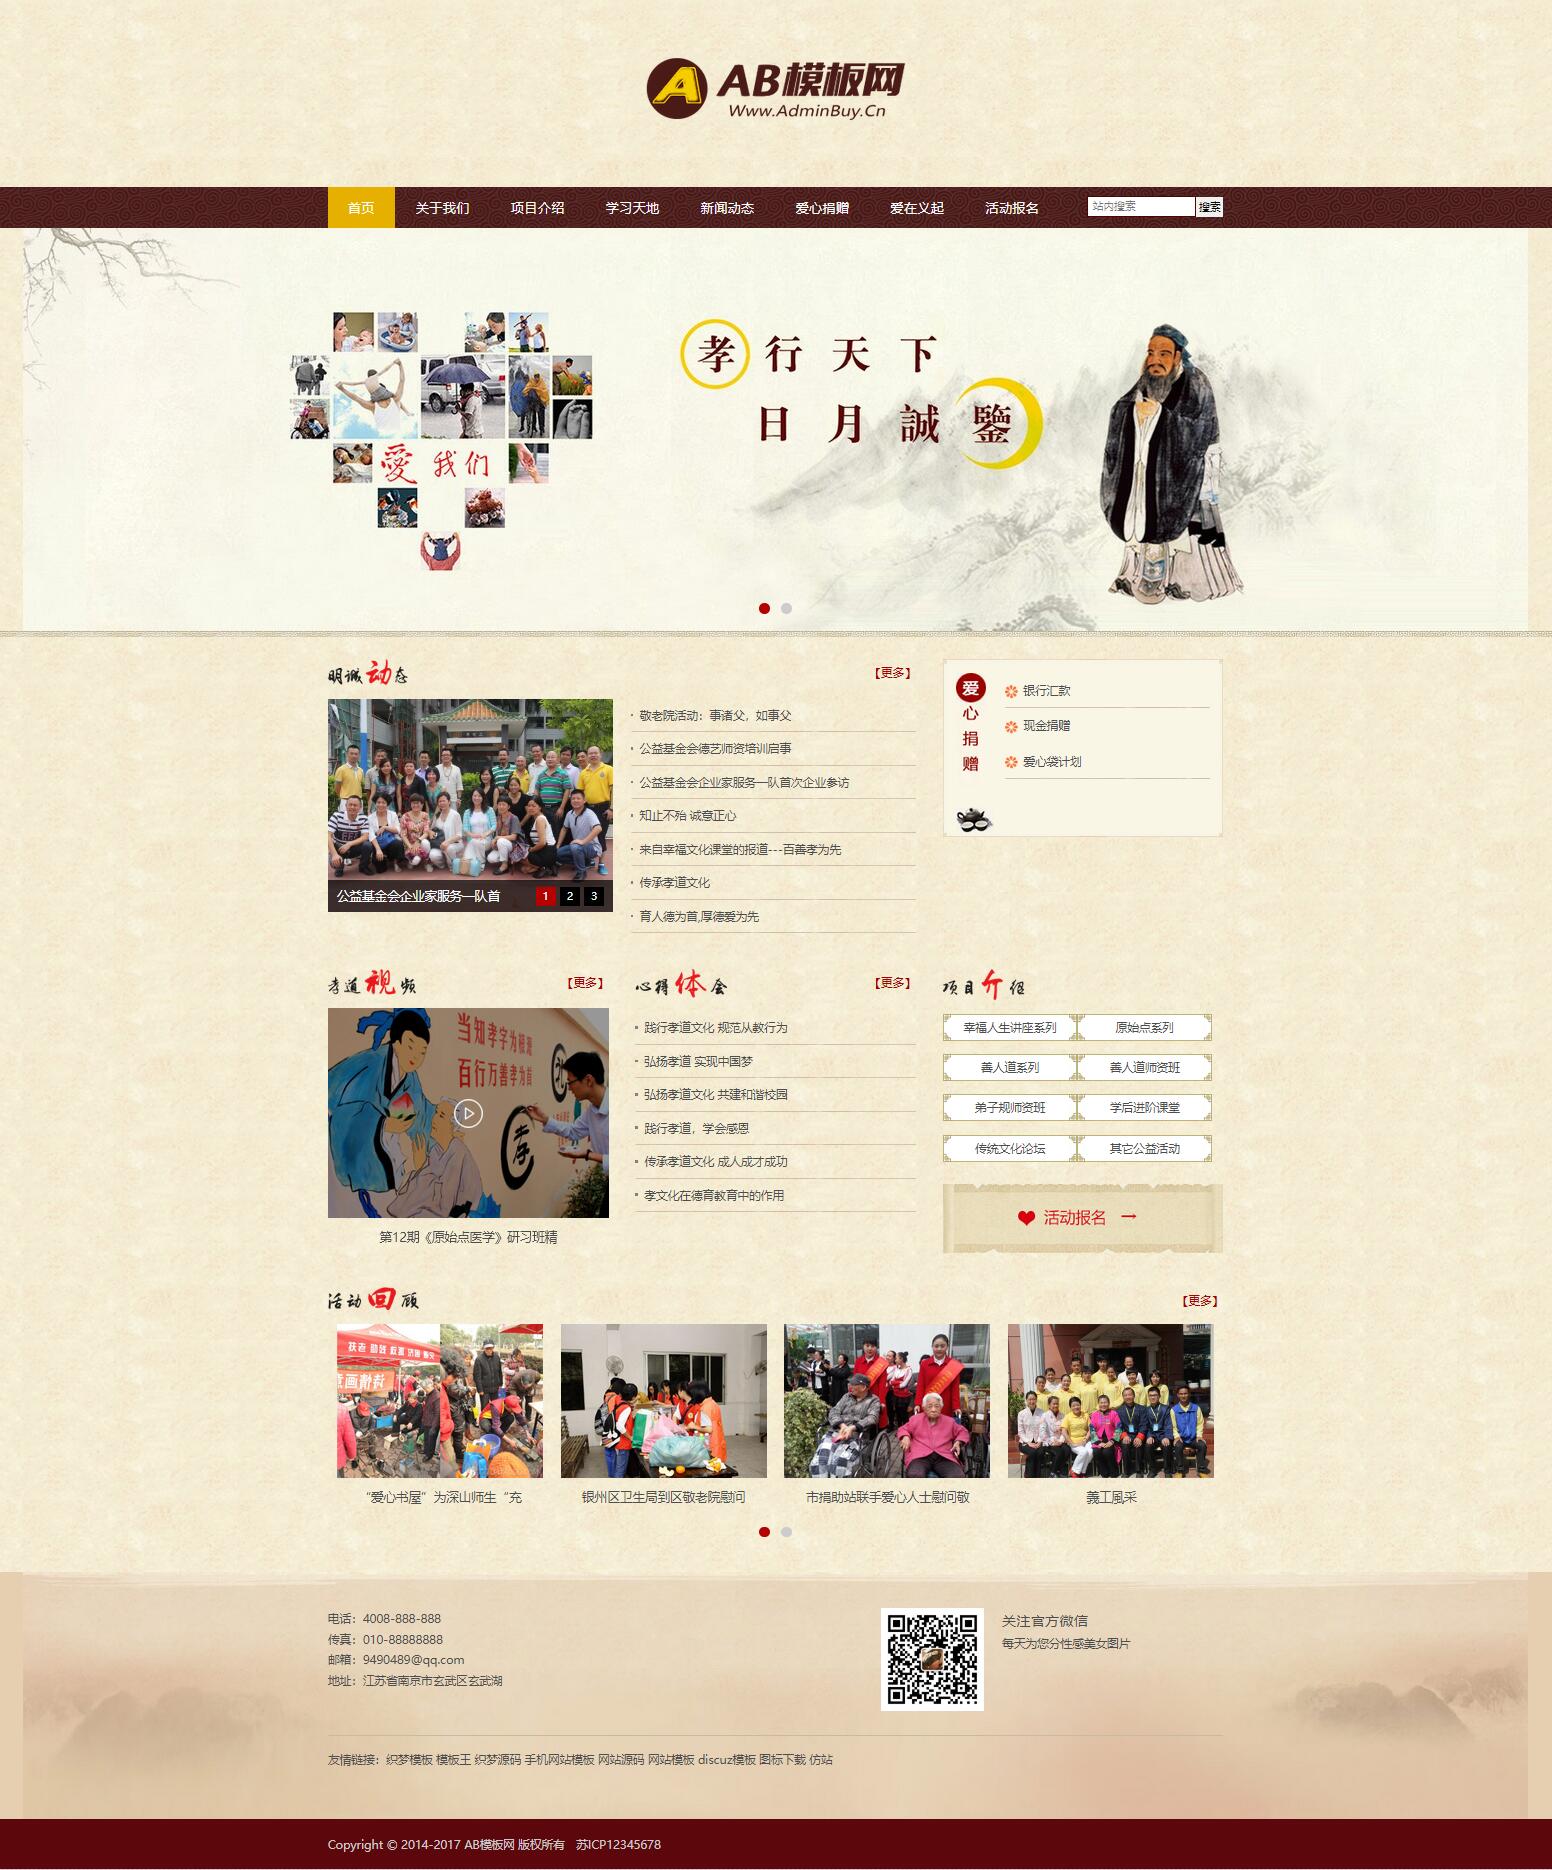 AB模板网
Www.AdminBuy.Cn
首页 关于我们 项目介绍 学习天地 新闻动态 爱心捐赠 爱在义起 活动报名 站内搜索 搜索
孝行天下
日月誠鑒
愛我们
明诚动态 【更多】
敬老院活动：事诸父，如事父
公益基金会德艺师资培训启事
公益基金会企业家服务一队首次企业参访
知止不殆 诚意正心
来自幸福文化课堂的报道---百善孝为先
传承孝道文化
育人德为首,厚德爱为先
公益基金会企业家服务一队首 1 2 3
爱心捐赠
银行汇款
现金捐赠
爱心袋计划
孝道视频 【更多】
当知孝字为根源
百行万善孝为首
孝
第12期《原始点医学》研习班精
心得体会 【更多】
践行孝道文化 规范从教行为
弘扬孝道 实现中国梦
弘扬孝道文化 共建和谐校园
践行孝道，学会感恩
传承孝道文化 成人成才成功
孝文化在德育教育中的作用
项目介绍
幸福人生讲座系列 原始点系列
善人道系列 善人道师资班
弟子规师资班 学后进阶课堂
传统文化论坛 其它公益活动
活动报名 →
活动回顾 【更多】
扶老 助残 救孤 济困
“爱心书屋”为深山师生“充
银州区卫生局到区敬老院慰问
市捐助站联手爱心人士慰问敬
義工風采
电话：4008-888-888
传真：010-88888888
邮箱：9490489@qq.com
地址：江苏省南京市玄武区玄武湖
关注官方微信
每天为您分性感美女图片
友情链接：织梦模板 模板王 织梦源码 手机网站模板 网站源码 网站模板 discuz模板 图标下载 仿站
Copyright © 2014-2017 AB模板网 版权所有 苏ICP12345678